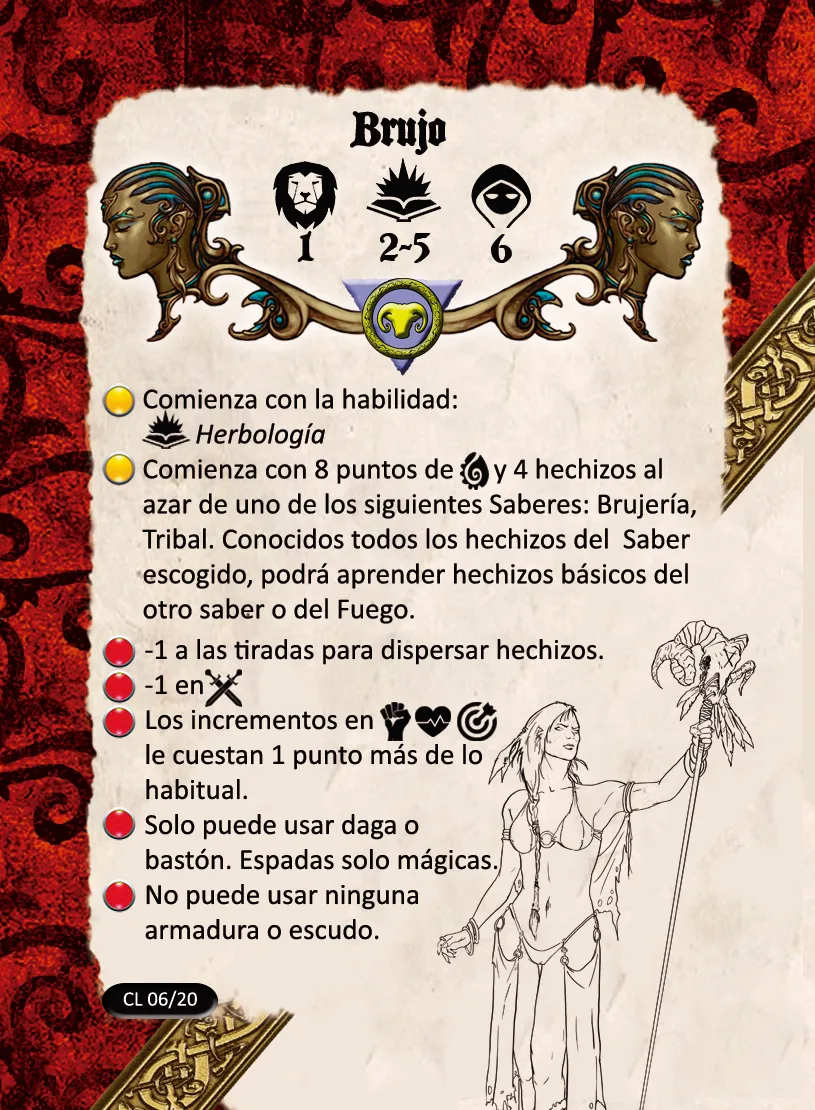 Brujo
1
2-5
6
Comienza con la habilidad:
Herbología
Comienza con 8 puntos de y 4 hechizos al
azar de uno de los siguientes Saberes: Brujería,
Tribal. Conocidos todos los hechizos del Saber
escogido, podrá aprender hechizos básicos del
otro saber o del Fuego.
-1 a las tiradas para dispersar hechizos.
-1 en
Los incrementos en
le cuestan 1 punto más de lo
habitual.
Solo puede usar daga o
bastón. Espadas solo mágicas.
No puede usar ninguna
armadura o escudo.
CL 06/20